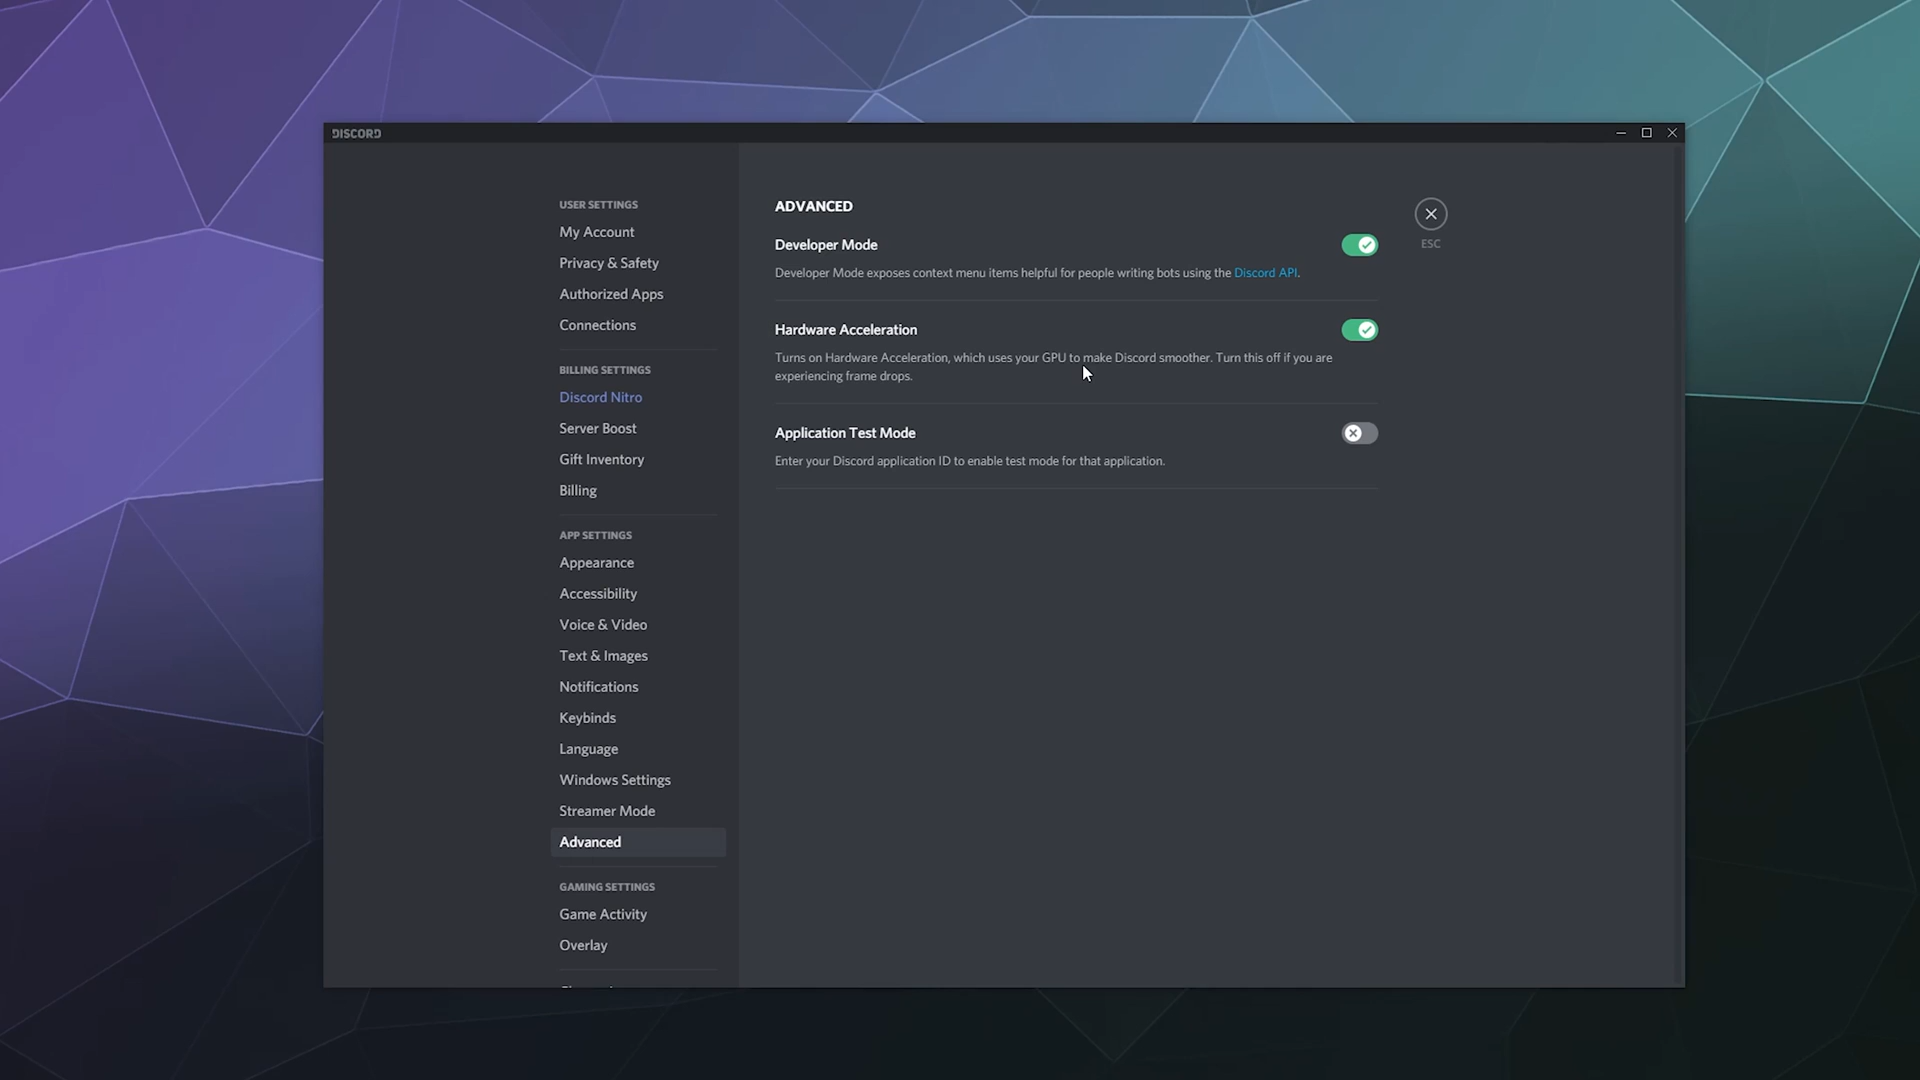 DISCORD
USER SETTINGS
My Account
Privacy & Safety
Authorized Apps
Connections
BILLING SETTINGS
Discord Nitro
Server Boost
Gift Inventory
Billing
APP SETTINGS
Appearance
Accessibility
Voice & Video
Text & Images
Notifications
Keybinds
Language
Windows Settings
Streamer Mode
Advanced
GAMING SETTINGS
Game Activity
Overlay
ADVANCED
Developer Mode
Developer Mode exposes context menu items helpful for people writing bots using the Discord API.
Hardware Acceleration
Turns on Hardware Acceleration, which uses your GPU to make Discord smoother. Turn this off if you are
experiencing frame drops.
Application Test Mode
Enter your Discord application ID to enable test mode for that application.
ESC